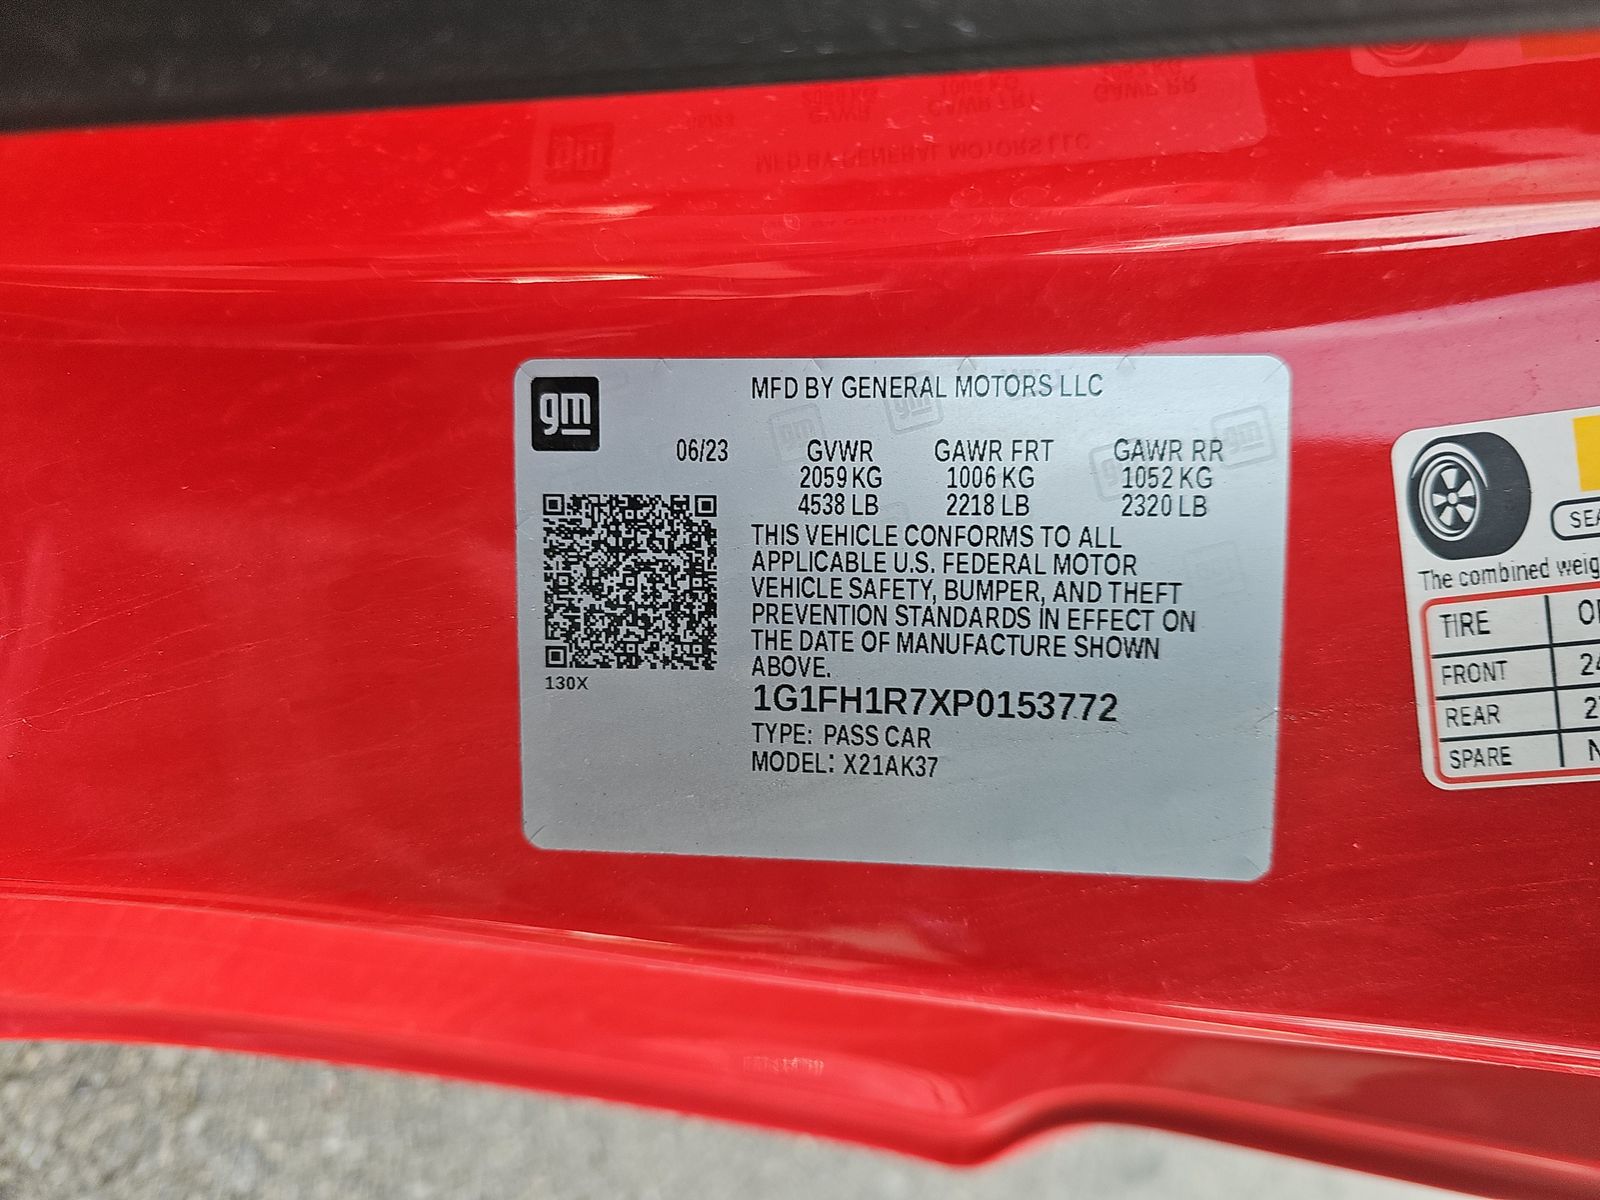 gm
MFD BY GENERAL MOTORS LLC
06/23 GVWR GAWR FRT GAWR RR
2059 KG 1006 KG 1052 KG
4538 LB 2218 LB 2320 LB
THIS VEHICLE CONFORMS TO ALL
APPLICABLE U.S. FEDERAL MOTOR
VEHICLE SAFETY, BUMPER, AND THEFT
PREVENTION STANDARDS IN EFFECT ON
THE DATE OF MANUFACTURE SHOWN
ABOVE.
130X
1G1FH1R7XP0153772
TYPE: PASS CAR
MODEL: X21AK37
The combined
TIRE
FRONT
REAR
SPARE